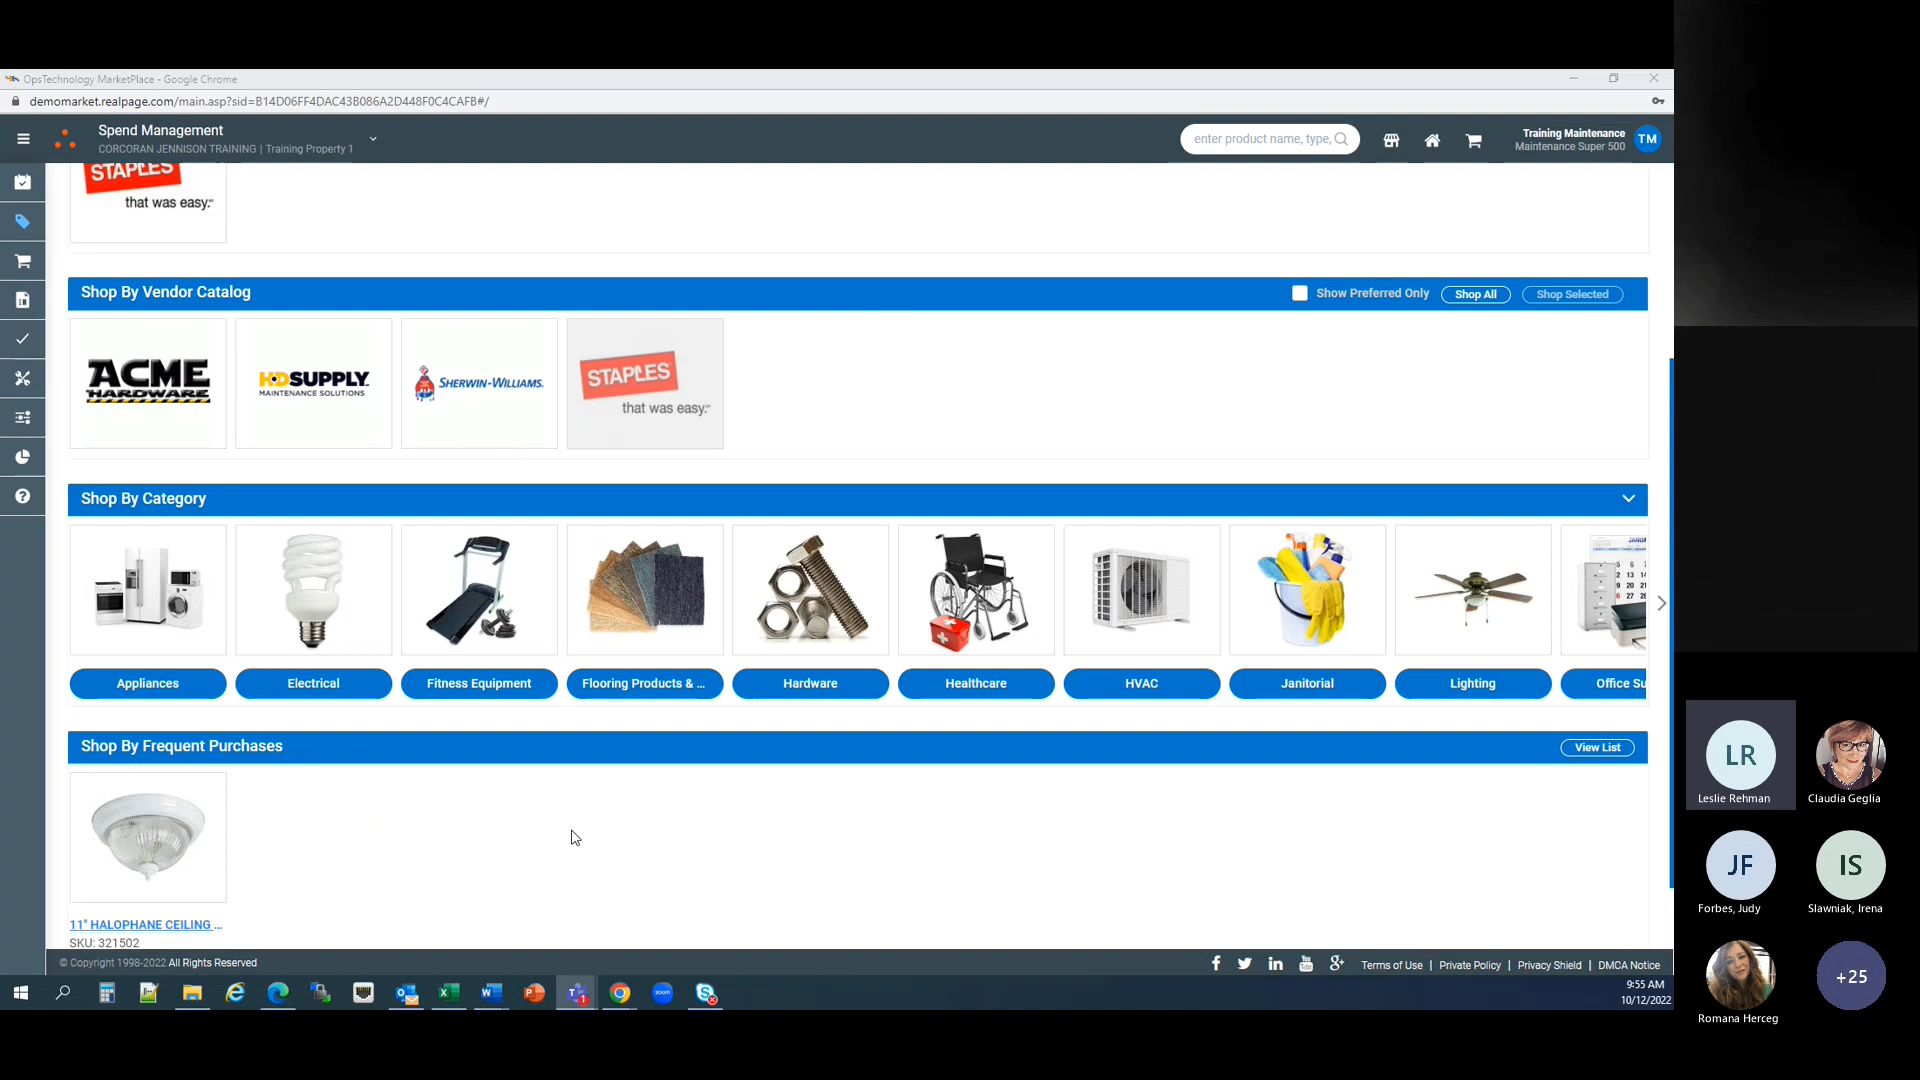 OpsTechnology MarketPlace - Google Chrome
demomarket.realpage.com/main.asp?sid=B14D06FF4DAC43B086A2D448F0C4CAFB#/
Spend Management
CORCORAN JENNISON TRAINING | Training Property 1
enter product name, type,
Training Maintenance
Maintenance Super 500
TM
STAPLES
that was easy.
Shop By Vendor Catalog
Show Preferred Only
Shop All
Shop Selected
ACME
HARDWARE
HDSUPPLY
MAINTENANCE SOLUTIONS
SHERWIN-WILLIAMS.
STAPLES
that was easy.
Shop By Category
Appliances
Electrical
Fitness Equipment
Flooring Products & ...
Hardware
Healthcare
HVAC
Janitorial
Lighting
Office Su
Shop By Frequent Purchases
View List
11" HALOPHANE CEILING ...
SKU: 321502
© Copyright 1998-2022 All Rights Reserved
Terms of Use | Private Policy | Privacy Shield | DMCA Notice
9:55 AM
10/12/2022
LR
Leslie Rehman
Claudia Geglia
JF
Forbes, Judy
IS
Slawniak, Irena
Romana Herceg
+25